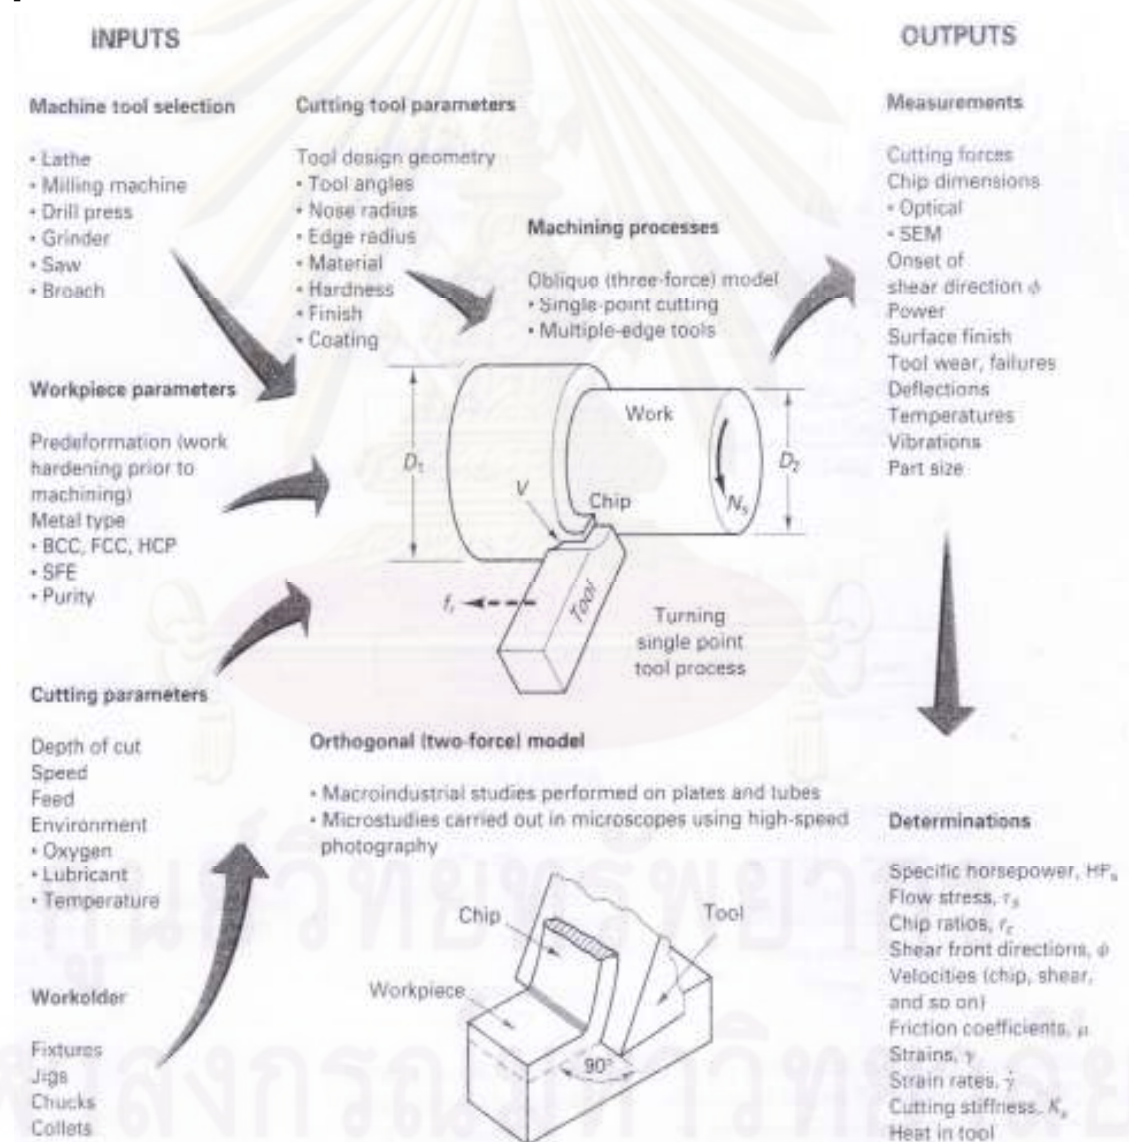 INPUTS
OUTPUTS
Machine tool selection
• Lathe
• Milling machine
• Drill press
• Grinder
• Saw
• Broach
Cutting tool parameters
Tool design geometry
• Tool angles
• Nose radius
• Edge radius
• Material
• Hardness
• Finish
• Coating
Machining processes
Oblique (three-force) model
• Single-point cutting
• Multiple-edge tools
Measurements
Cutting forces
Chip dimensions
• Optical
• SEM
Onset of
shear direction ϕ
Power
Surface finish
Tool wear, failures
Deflections
Temperatures
Vibrations
Part size
Workpiece parameters
Predeformation (work
hardening prior to
machining)
Metal type
• BCC, FCC, HCP
• SFE
• Purity
D₁
Work
D₂
V
Chip
Nₛ
fᵣ
Tool
Turning
single point
tool process
Cutting parameters
Depth of cut
Speed
Feed
Environment
• Oxygen
• Lubricant
• Temperature
Orthogonal (two-force) model
• Macroindustrial studies performed on plates and tubes
• Microstudies carried out in microscopes using high-speed
photography
Chip
Tool
Workpiece
90°
Workolder
Fixtures
Jigs
Chucks
Collets
Determinations
Specific horsepower, HPₛ
Flow stress, τₛ
Chip ratios, r꜀
Shear front directions, ϕ
Velocities (chip, shear,
and so on)
Friction coefficients, μ
Strains, γ
Strain rates, γ̇
Cutting stiffness, Kₛ
Heat in tool